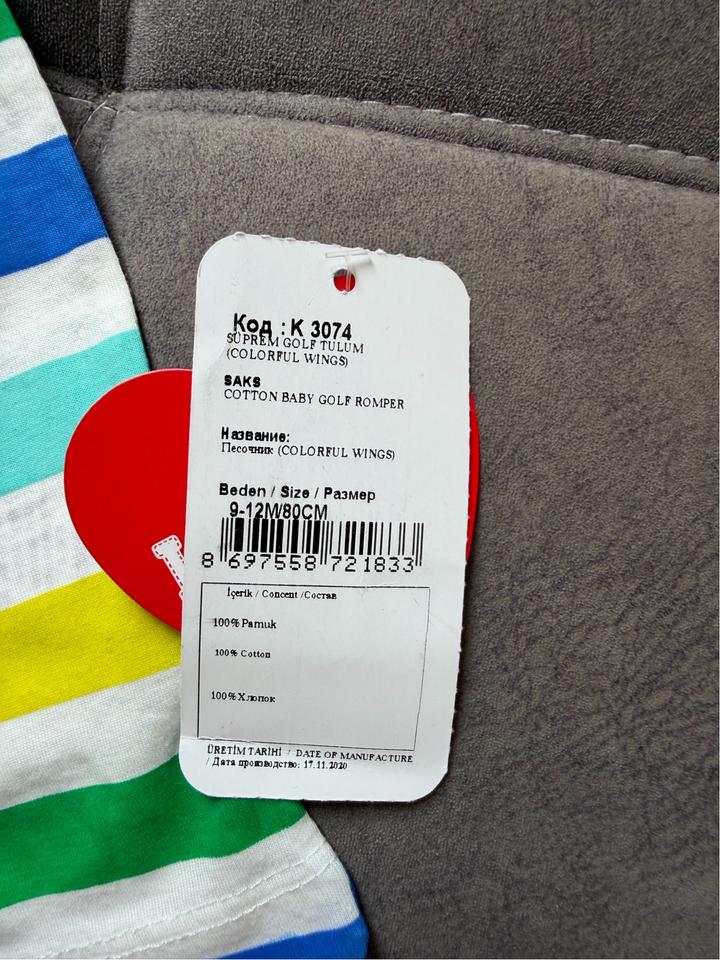 Код : K 3074
SÜPREM GOLF TULUM
(COLORFUL WINGS)
SAKS
COTTON BABY GOLF ROMPER
Название:
Песочник (COLORFUL WINGS)
Beden / Size / Размер
9-12M/80CM
8 697558 721833
İçerik / Concent /Состав
100% Pamuk
100% Cotton
100% Хлопок
ÜRETİM TARİHİ / DATE OF MANUFACTURE
/ Дата производство: 17.11.2020